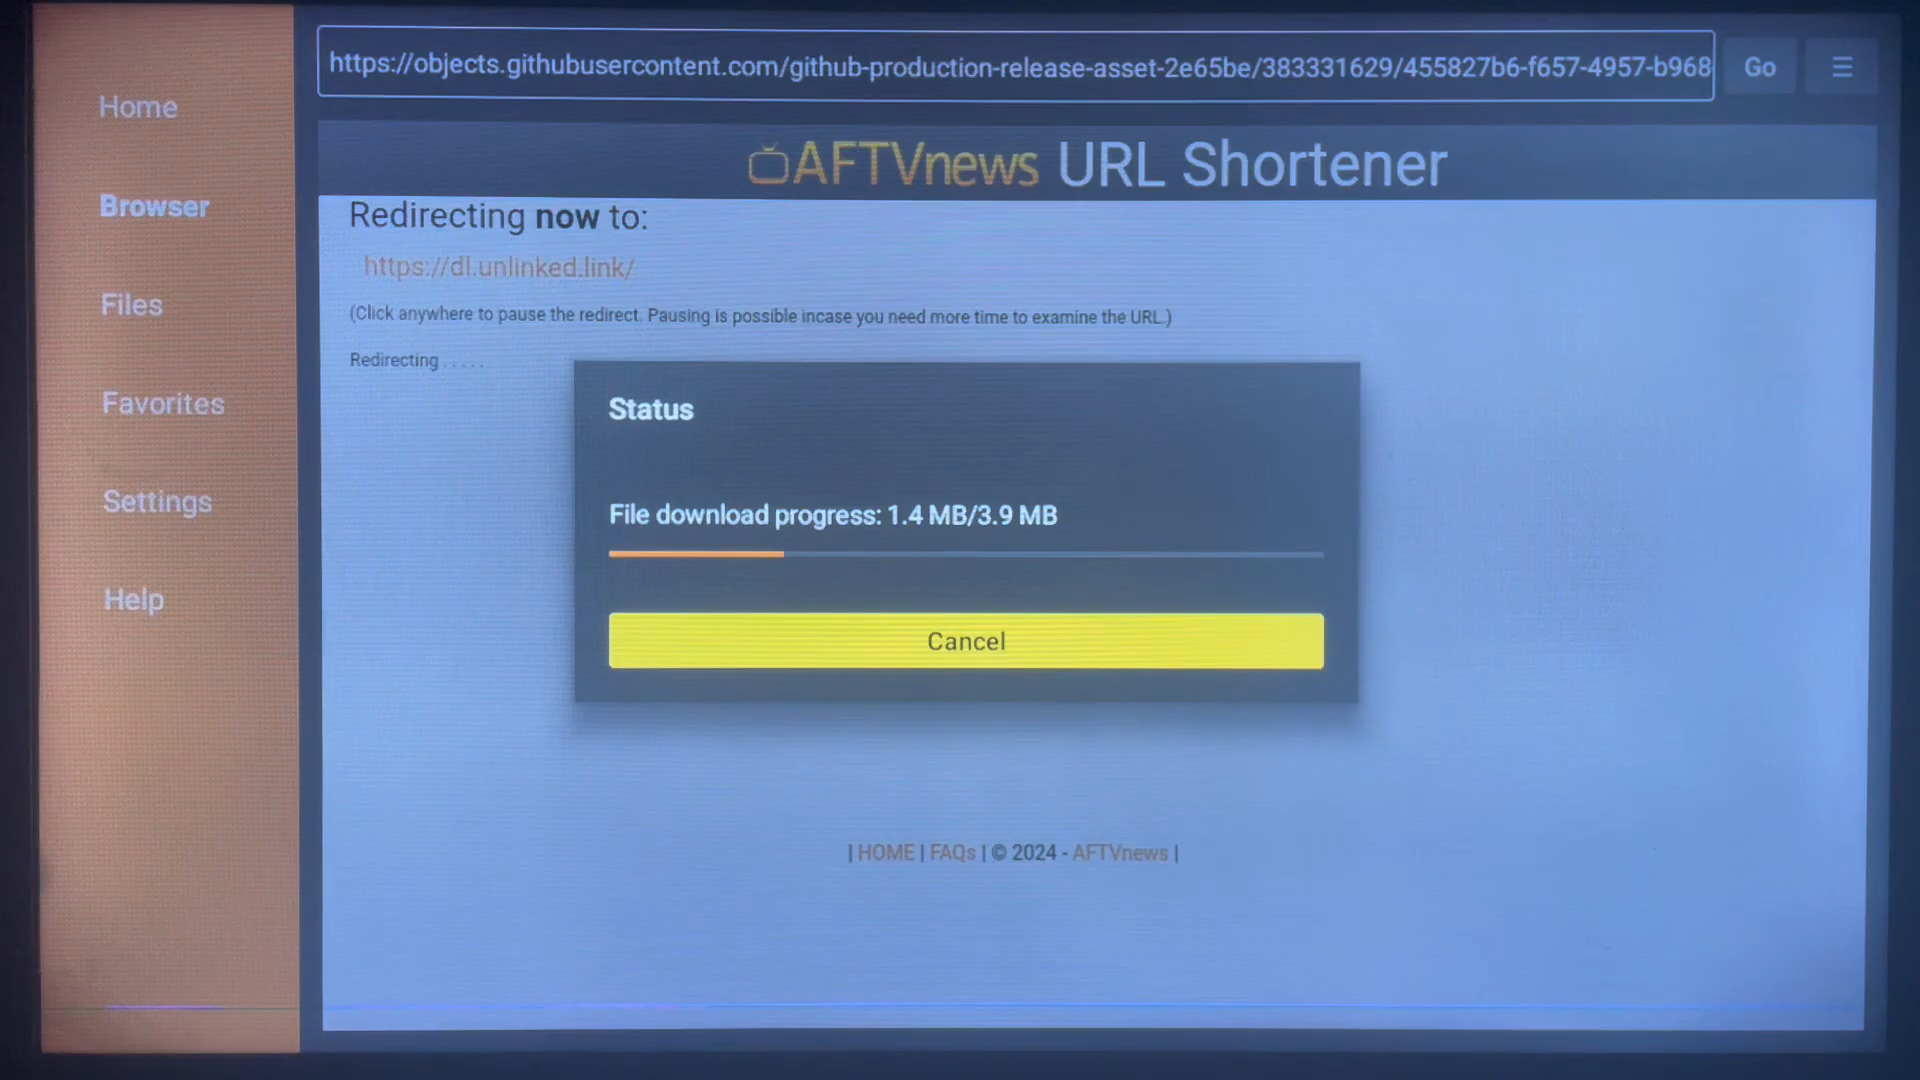 Home
Browser
Files
Favorites
Settings
Help
https://objects.githubusercontent.com/github-production-release-asset-2e65be/383331629/455827b6-f657-4957-b968
Go
AFTVnews URL Shortener
Redirecting now to:
https://dl.unlinked.link/
(Click anywhere to pause the redirect. Pausing is possible incase you need more time to examine the URL.)
Redirecting . . . . .
Status
File download progress: 1.4 MB/3.9 MB
Cancel
| HOME | FAQs | © 2024 - AFTVnews |